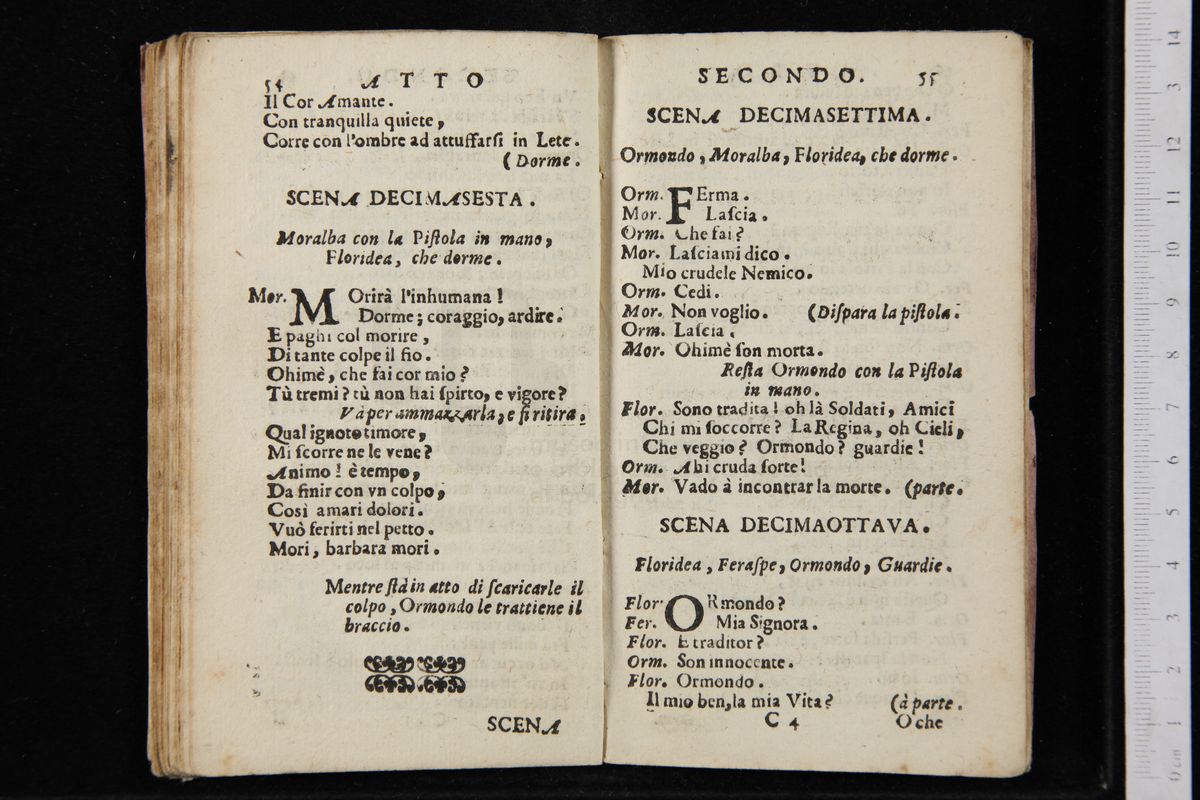 54 ATTO
Il Cor Amante.
Con tranquilla quiete,
Corre con l'ombre ad attuffarſi in Lete.
(Dorme.
SCENA DECIMASESTA.
Moralba con la Piſtola in mano,
Floridea, che dorme.
Mor. MOrirà l'inhumana!
Dorme; coraggio, ardire.
E paghi col morire,
Di tante colpe il fio.
Ohimè, che fai cor mio?
Tù tremi? tù non hai ſpirto, e vigore?
Và per ammazzarla, e ſi ritira.
Qual ignoto timore,
Mi ſcorre ne le vene?
Animo! è tempo,
Da finir con vn colpo,
Così amari dolori.
Vuò ferirti nel petto.
Mori, barbara mori.
Mentre ſtà in atto di ſcaricarle il
colpo, Ormondo le trattiene il
braccio.
SCENA
SECONDO. 55
SCENA DECIMASETTIMA.
Ormondo, Moralba, Floridea, che dorme.
Orm. FErma.
Mor. Laſcia.
Orm. Che fai?
Mor. Laſciami dico.
Mio crudele Nemico.
Orm. Cedi.
Mor. Non voglio. (Diſpara la piſtola.
Orm. Laſcia.
Mor. Ohimè ſon morta.
Reſta Ormondo con la Piſtola
in mano.
Flor. Sono tradita! oh là Soldati, Amici
Chi mi ſoccorre? La Regina, oh Cieli,
Che veggio? Ormondo? guardie!
Orm. Ahi cruda ſorte!
Mor. Vado à incontrar la morte. (parte.
SCENA DECIMAOTTAVA.
Floridea, Feraſpe, Ormondo, Guardie.
Flor. ORmondo?
Fer. Mia Signora.
Flor. E traditor?
Orm. Son innocente.
Flor. Ormondo.
Il mio ben, la mia Vita? (à parte.
C 4 O che